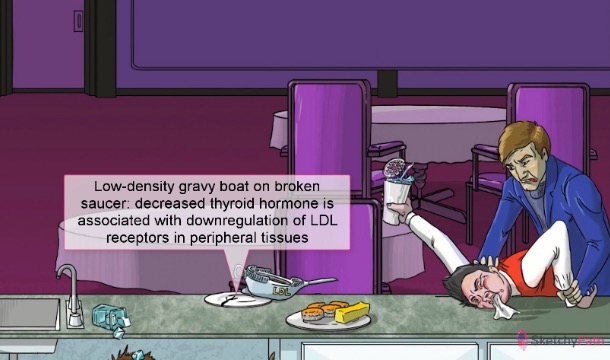 Low-density gravy boat on broken
saucer: decreased thyroid hormone is
associated with downregulation of LDL
receptors in peripheral tissues
LDL
SketchyPath